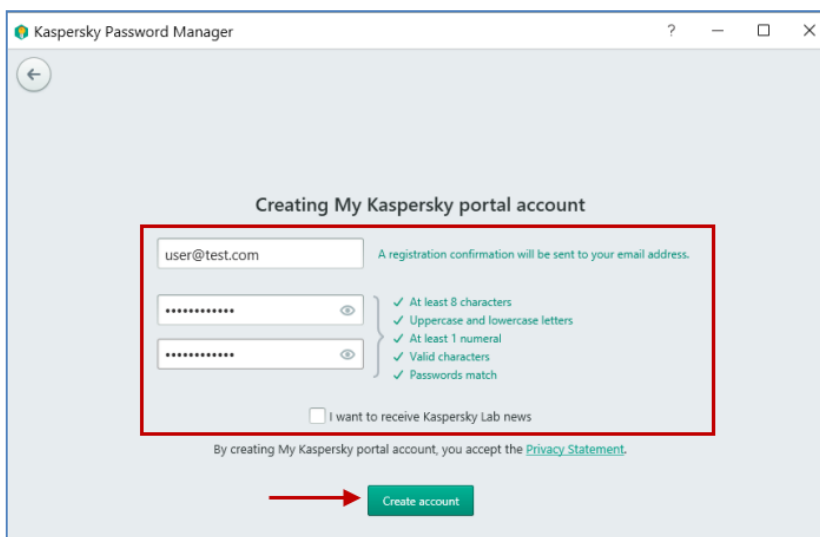 Kaspersky Password Manager
Creating My Kaspersky portal account
user@test.com
A registration confirmation will be sent to your email address.
••••••••••••
At least 8 characters
Uppercase and lowercase letters
At least 1 numeral
••••••••••••
Valid characters
Passwords match
I want to receive Kaspersky Lab news
By creating My Kaspersky portal account, you accept the Privacy Statement.
Create account